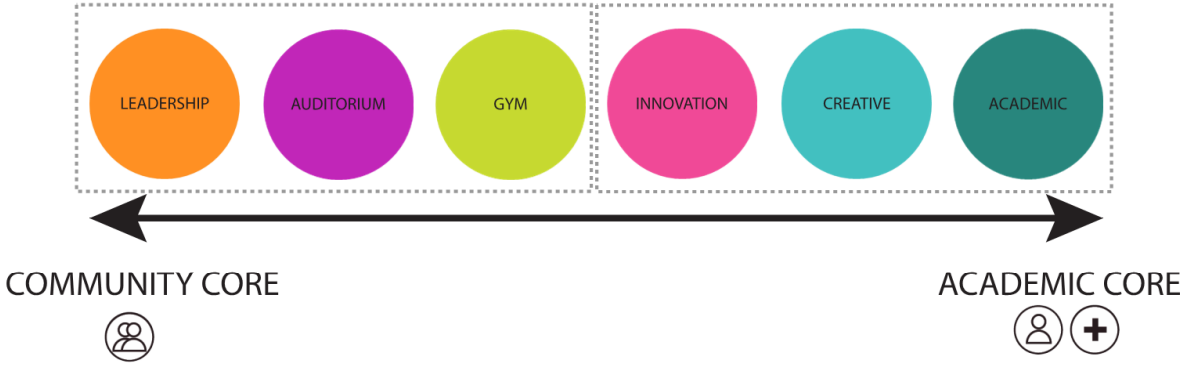 LEADERSHIP
AUDITORIUM
GYM
INNOVATION
CREATIVE
ACADEMIC
COMMUNITY CORE
ACADEMIC CORE